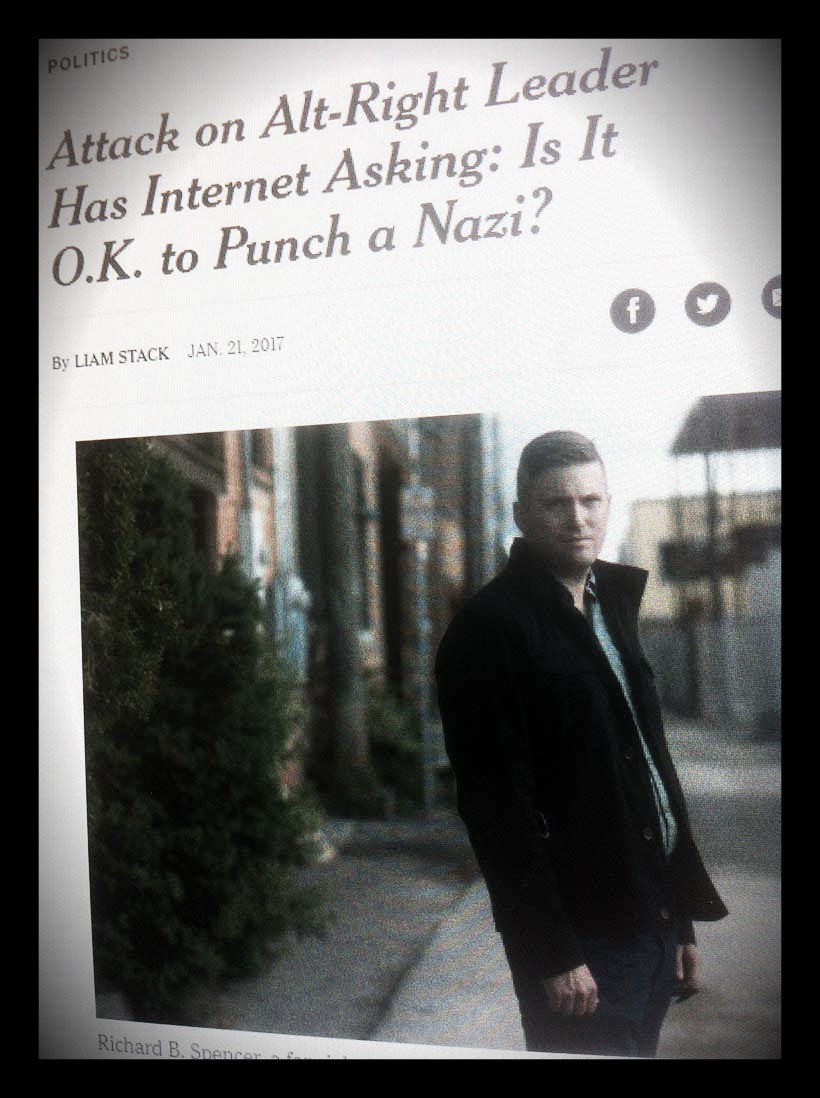 POLITICS
Attack on Alt-Right Leader
Has Internet Asking: Is It
O.K. to Punch a Nazi?
By LIAM STACK JAN. 21, 2017
Richard B. Spencer, a